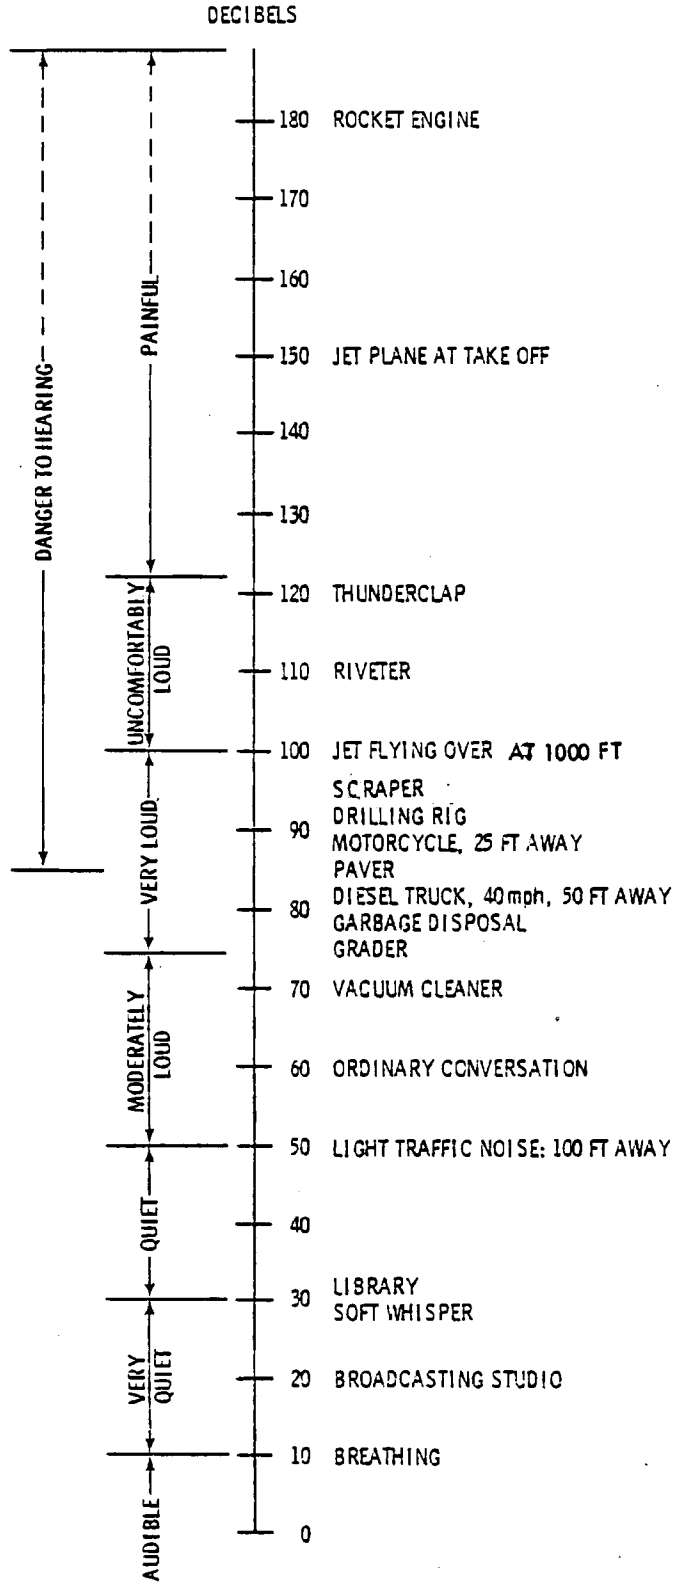 DECIBELS
180 ROCKET ENGINE
170
160
150 JET PLANE AT TAKE OFF
140
130
120 THUNDERCLAP
110 RIVETER
100 JET FLYING OVER AT 1000 FT
SCRAPER
DRILLING RIG
90
MOTORCYCLE, 25 FT AWAY
PAVER
DIESEL TRUCK, 40 mph, 50 FT AWAY
80
GARBAGE DISPOSAL
GRADER
70 VACUUM CLEANER
60 ORDINARY CONVERSATION
50 LIGHT TRAFFIC NOISE: 100 FT AWAY
40
LIBRARY
30
SOFT WHISPER
20 BROADCASTING STUDIO
10 BREATHING
0
DANGER TO HEARING
PAINFUL
UNCOMFORTABLY
LOUD
VERY LOUD
MODERATELY
LOUD
QUIET
VERY
QUIET
AUDIBLE